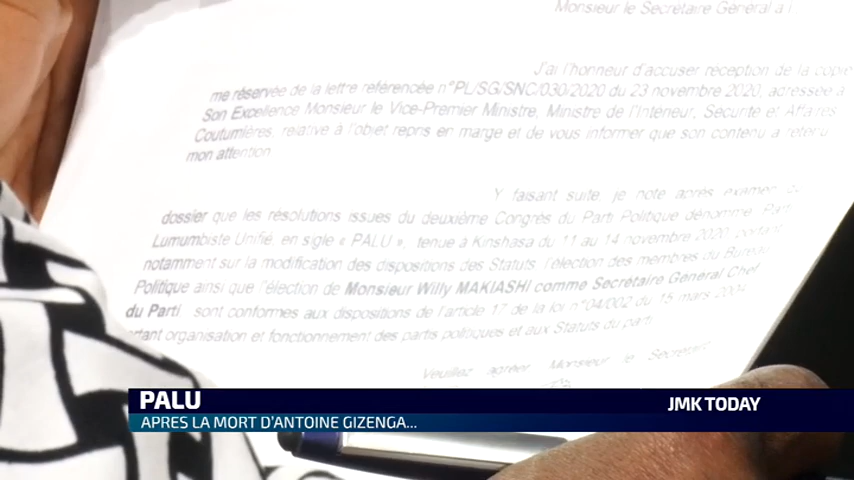 Monsieur le Secrétaire Général a l
J'ai l'honneur d'accuser réception de la copie
me réservée de la lettre référencée n°PL/SG/SNC/030/2020 du 23 novembre 2020, adressée à
Son Excellence Monsieur le Vice-Premier Ministre, Ministre de l'Intérieur, Sécurité et Affaires
Coutumières, relative à l'objet repris en marge et de vous informer que son contenu a retenu
mon attention
Y faisant suite, je note après examen
dossier que les résolutions issues du deuxième Congrès du Parti Politique dénommé, Parti
Lumumbiste Unifié, en sigle « PALU », tenue à Kinshasa du 11 au 14 novembre 2020, portant
notamment sur la modification des dispositions des Statuts, l'élection des membres du Bureau
Politique ainsi que l'élection de Monsieur Willy MAKIASHI comme Secrétaire Général Chef
du Parti sont conformes aux dispositions de l'article 17 de la loi n°04/002 du 15 mars 2004
rtant organisation et fonctionnement des partis politiques et aux Statuts du parti
Veuillez agréer Monsieur le Secrétaire
PALU
JMK TODAY
APRES LA MORT D'ANTOINE GIZENGA...